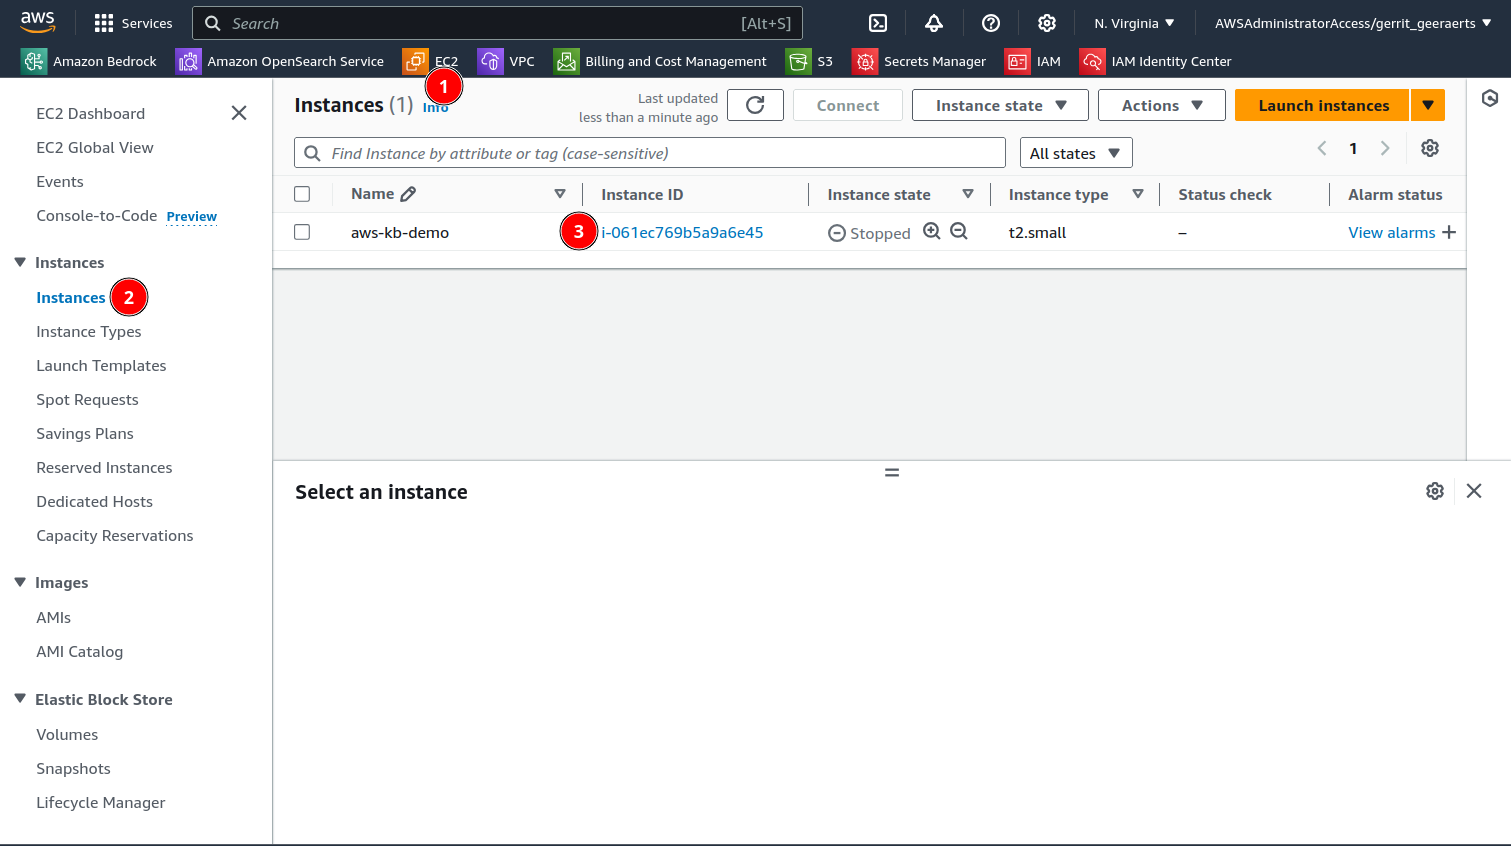 aws
Services
Search [Alt+S]
N. Virginia
AWSAdministratorAccess/gerrit_geeraerts
Amazon Bedrock
Amazon OpenSearch Service
EC2
VPC
Billing and Cost Management
S3
Secrets Manager
IAM
IAM Identity Center
1
EC2 Dashboard
EC2 Global View
Events
Console-to-Code Preview
Instances
Instances 2
Instance Types
Launch Templates
Spot Requests
Savings Plans
Reserved Instances
Dedicated Hosts
Capacity Reservations
Images
AMIs
AMI Catalog
Elastic Block Store
Volumes
Snapshots
Lifecycle Manager
Instances (1) Info
Last updated
less than a minute ago
Connect
Instance state
Actions
Launch instances
Find Instance by attribute or tag (case-sensitive)
All states
1
Name Instance ID Instance state Instance type Status check Alarm status
aws-kb-demo 3 i-061ec769b5a9a6e45 Stopped t2.small – View alarms +
Select an instance